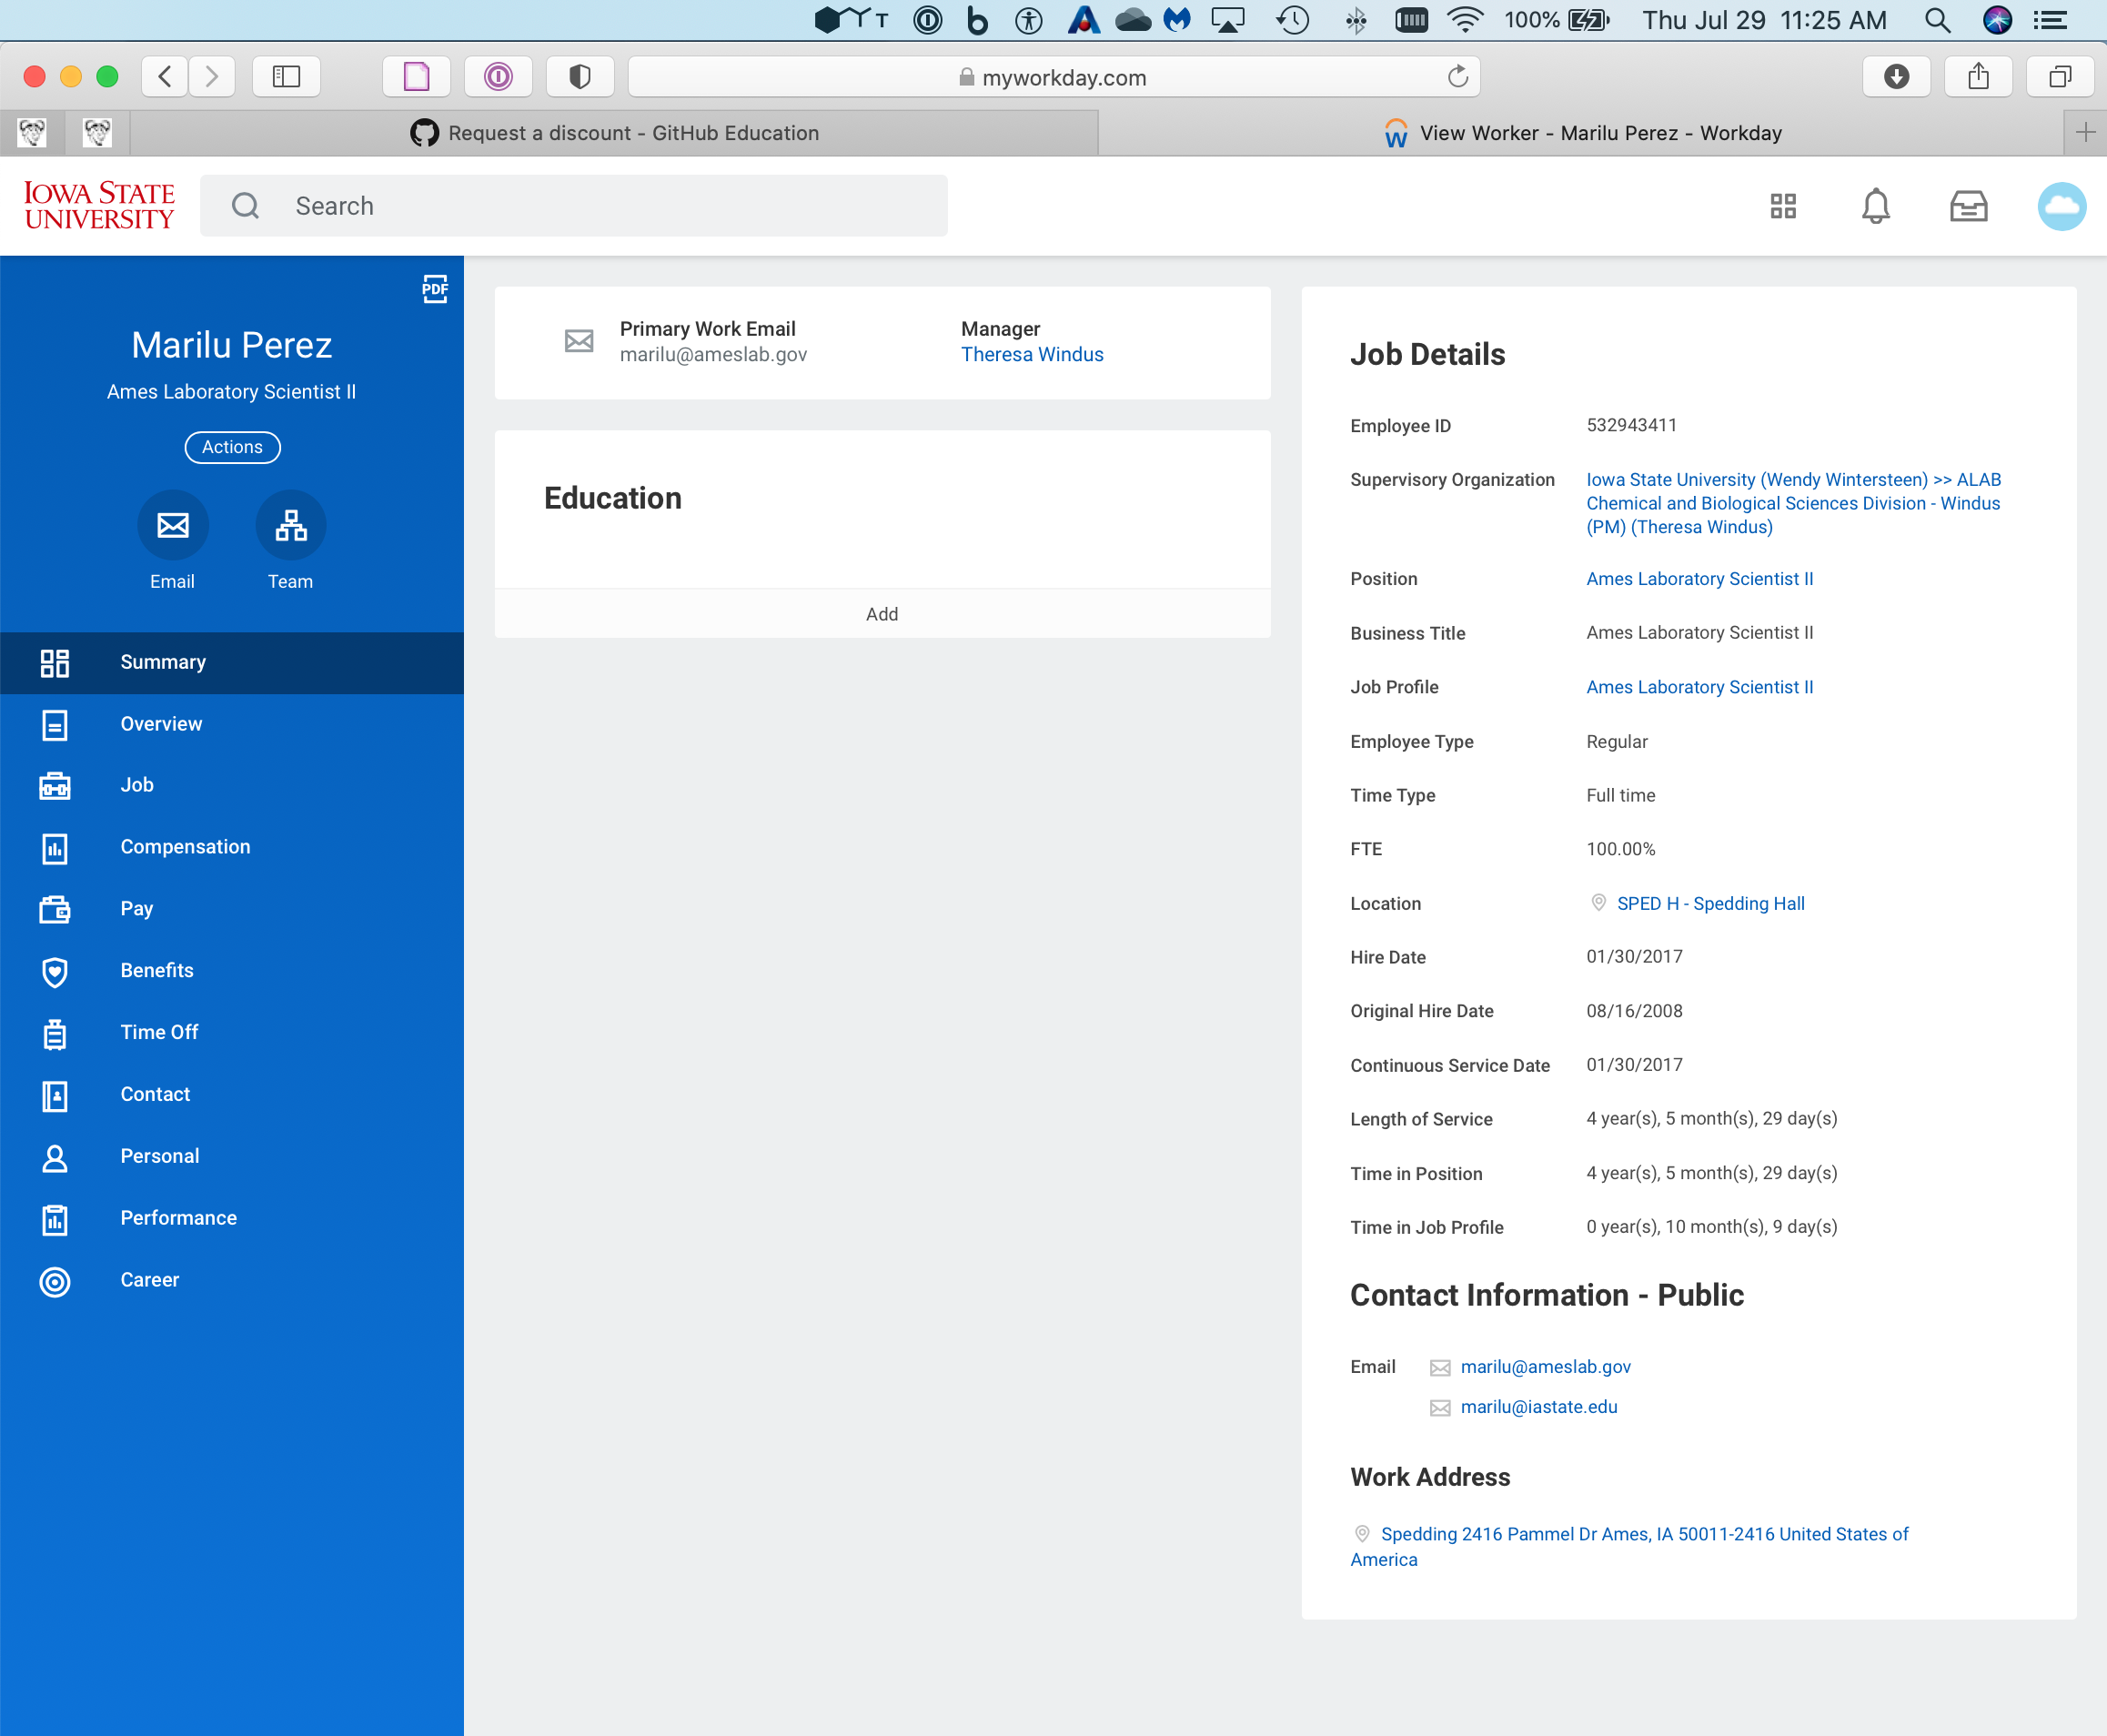 T 100% Thu Jul 29 11:25 AM
myworkday.com
Request a discount - GitHub Education
View Worker - Marilu Perez - Workday
IOWA STATE
UNIVERSITY
Search
PDF
Marilu Perez
Ames Laboratory Scientist II
Actions
Email
Team
Summary
Overview
Job
Compensation
Pay
Benefits
Time Off
Contact
Personal
Performance
Career
Primary Work Email
marilu@ameslab.gov
Manager
Theresa Windus
Education
Add
Job Details
Employee ID 532943411
Supervisory Organization Iowa State University (Wendy Wintersteen) >> ALAB
Chemical and Biological Sciences Division - Windus
(PM) (Theresa Windus)
Position Ames Laboratory Scientist II
Business Title Ames Laboratory Scientist II
Job Profile Ames Laboratory Scientist II
Employee Type Regular
Time Type Full time
FTE 100.00%
Location SPED H - Spedding Hall
Hire Date 01/30/2017
Original Hire Date 08/16/2008
Continuous Service Date 01/30/2017
Length of Service 4 year(s), 5 month(s), 29 day(s)
Time in Position 4 year(s), 5 month(s), 29 day(s)
Time in Job Profile 0 year(s), 10 month(s), 9 day(s)
Contact Information - Public
Email marilu@ameslab.gov
marilu@iastate.edu
Work Address
Spedding 2416 Pammel Dr Ames, IA 50011-2416 United States of
America